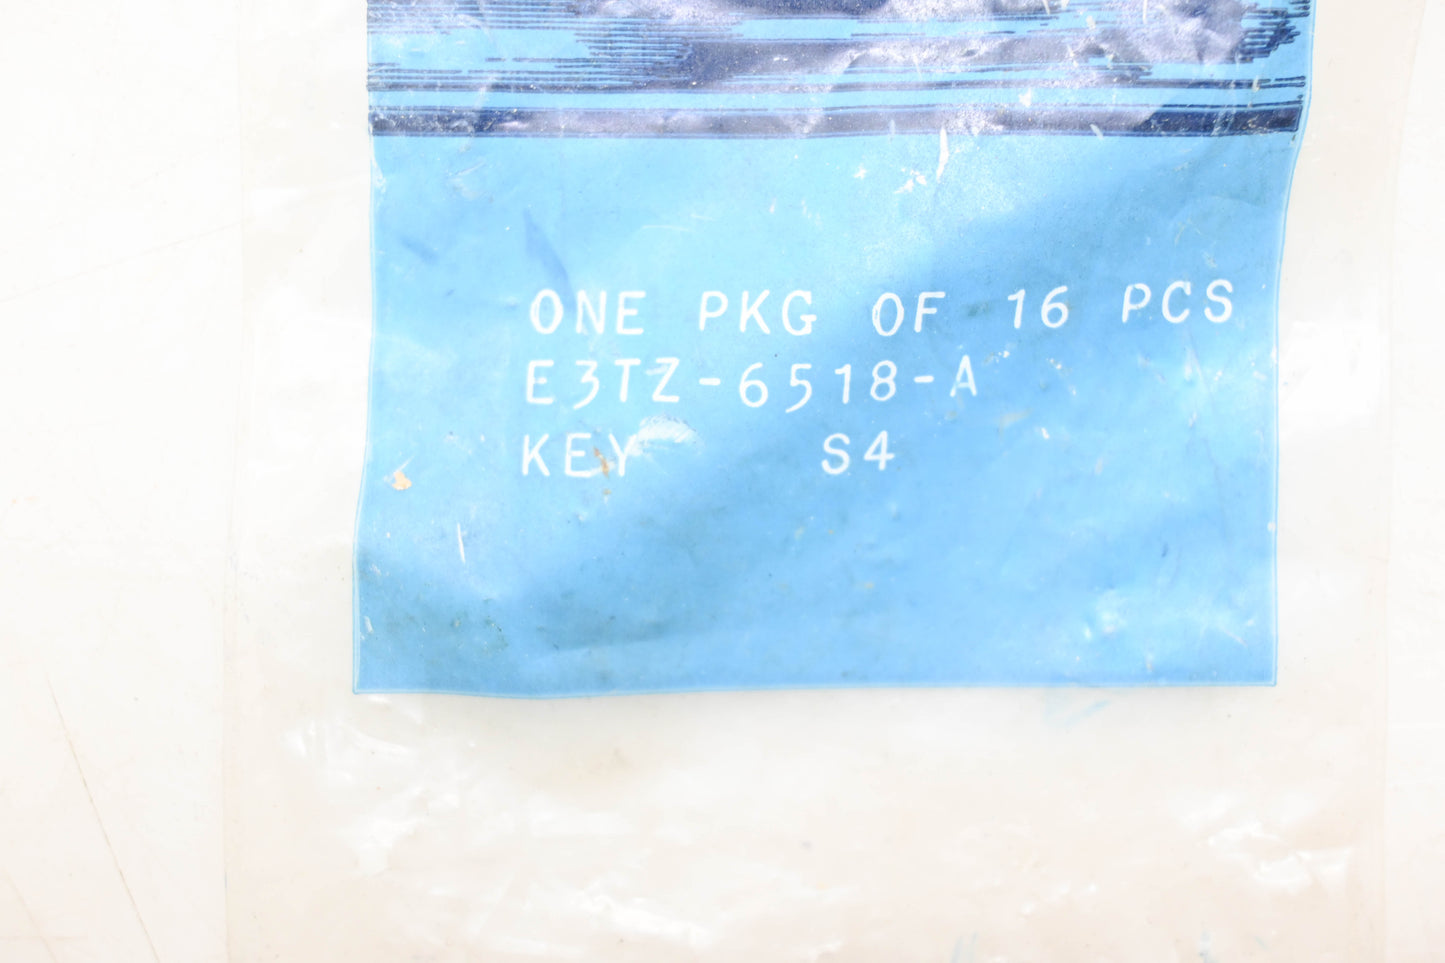 ONE PKG OF 16 PCS
E3TZ-6518-A
KEY S4